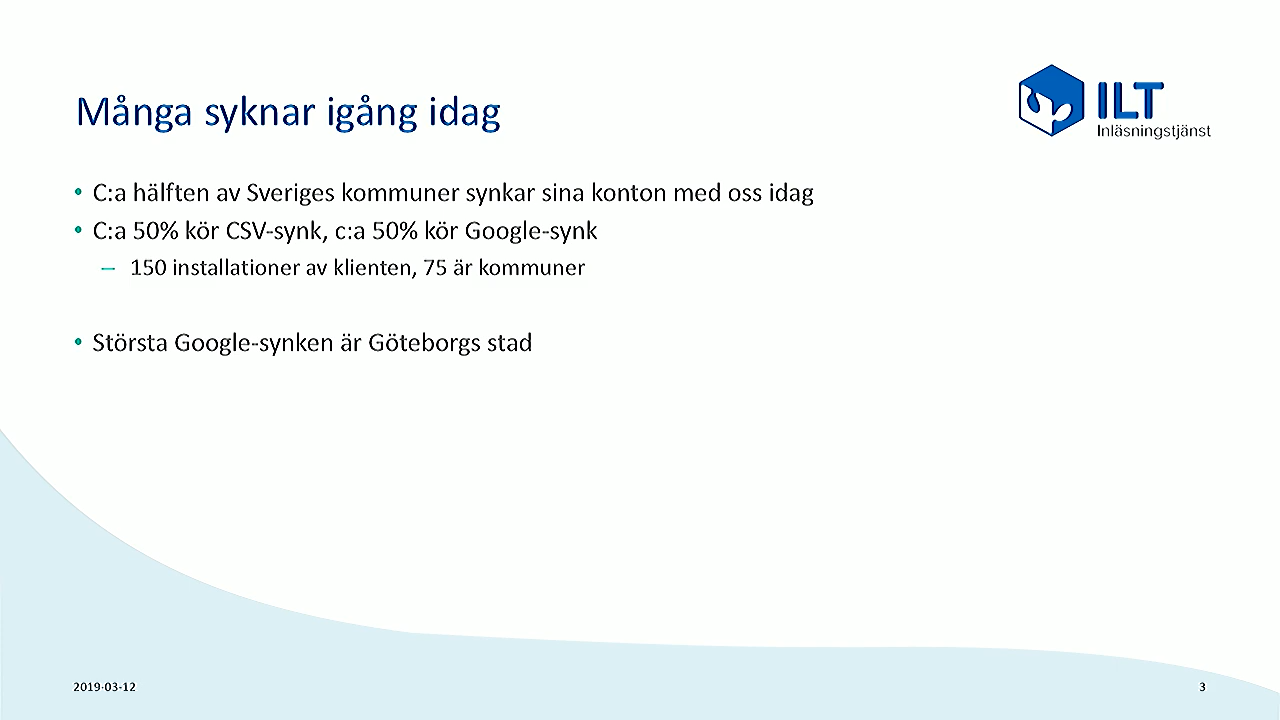 Många syknar igång idag
ILT
Inläsningstjänst
• C:a hälften av Sveriges kommuner synkar sina konton med oss idag
• C:a 50% kör CSV-synk, c:a 50% kör Google-synk
– 150 installationer av klienten, 75 är kommuner
• Största Google-synken är Göteborgs stad
2019-03-12
3